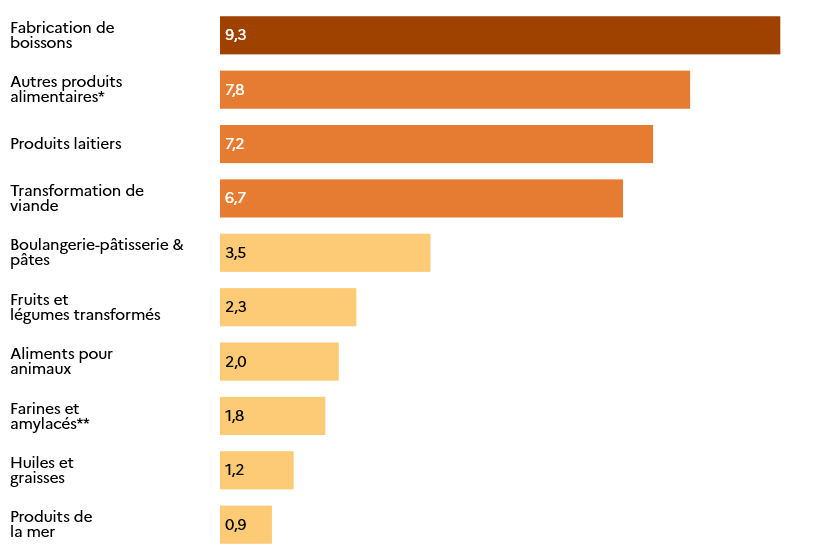 Fabrication de
boissons
9,3
Autres produits
alimentaires*
7,8
Produits laitiers
7,2
Transformation de
viande
6,7
Boulangerie-pâtisserie &
pâtes
3,5
Fruits et
légumes transformés
2,3
Aliments pour
animaux
2,0
Farines et
amylacés**
1,8
Huiles et
graisses
1,2
Produits de
la mer
0,9